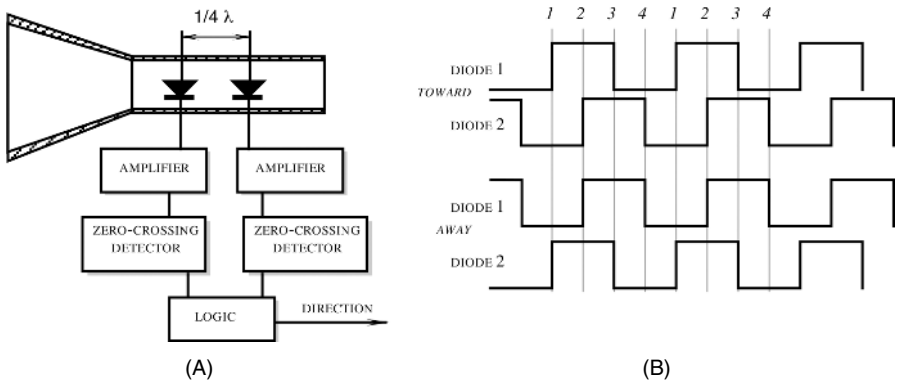 1/4 λ
AMPLIFIER
AMPLIFIER
ZERO-CROSSING
DETECTOR
ZERO-CROSSING
DETECTOR
LOGIC
DIRECTION
(A)
1 2 3 4 1 2 3 4
DIODE 1
TOWARD
DIODE 2
DIODE 1
AWAY
DIODE 2
(B)